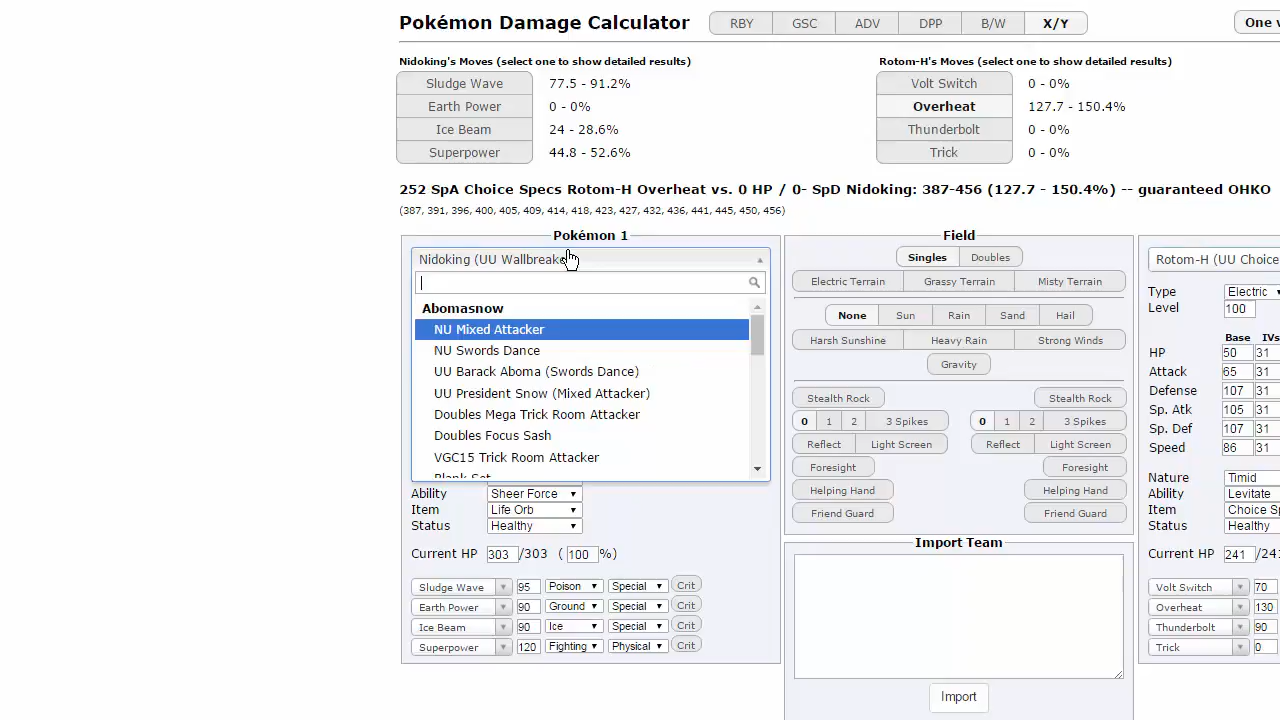 Pokémon Damage Calculator RBY GSC ADV DPP B/W X/Y One v
Nidoking's Moves (select one to show detailed results)
Sludge Wave 77.5 - 91.2%
Earth Power 0 - 0%
Ice Beam 24 - 28.6%
Superpower 44.8 - 52.6%
Rotom-H's Moves (select one to show detailed results)
Volt Switch 0 - 0%
Overheat 127.7 - 150.4%
Thunderbolt 0 - 0%
Trick 0 - 0%
252 SpA Choice Specs Rotom-H Overheat vs. 0 HP / 0- SpD Nidoking: 387-456 (127.7 - 150.4%) -- guaranteed OHKO
(387, 391, 396, 400, 405, 409, 414, 418, 423, 427, 432, 436, 441, 445, 450, 456)
Pokémon 1
Nidoking (UU Wallbreake
Abomasnow
NU Mixed Attacker
NU Swords Dance
UU Barack Aboma (Swords Dance)
UU President Snow (Mixed Attacker)
Doubles Mega Trick Room Attacker
Doubles Focus Sash
VGC15 Trick Room Attacker
Blank Set
Ability Sheer Force
Item Life Orb
Status Healthy
Current HP 303 /303 ( 100 %)
Sludge Wave 95 Poison Special Crit
Earth Power 90 Ground Special Crit
Ice Beam 90 Ice Special Crit
Superpower 120 Fighting Physical Crit
Field
Singles Doubles
Electric Terrain Grassy Terrain Misty Terrain
None Sun Rain Sand Hail
Harsh Sunshine Heavy Rain Strong Winds
Gravity
Stealth Rock Stealth Rock
0 1 2 3 Spikes 0 1 2 3 Spikes
Reflect Light Screen Reflect Light Screen
Foresight Foresight
Helping Hand Helping Hand
Friend Guard Friend Guard
Import Team
Import
Rotom-H (UU Choice
Type Electric
Level 100
Base IVs
HP 50 31
Attack 65 31
Defense 107 31
Sp. Atk 105 31
Sp. Def 107 31
Speed 86 31
Nature Timid
Ability Levitate
Item Choice Sp
Status Healthy
Current HP 241 /241
Volt Switch 70
Overheat 130
Thunderbolt 90
Trick 0